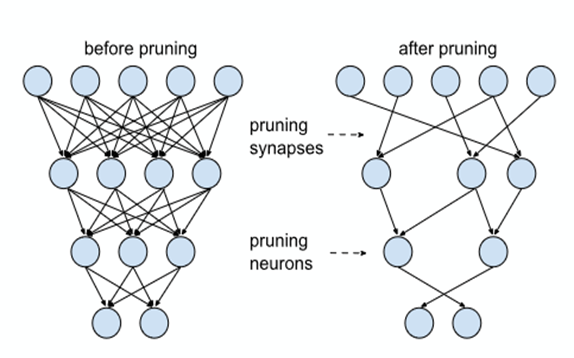 before pruning
after pruning
pruning
synapses
pruning
neurons